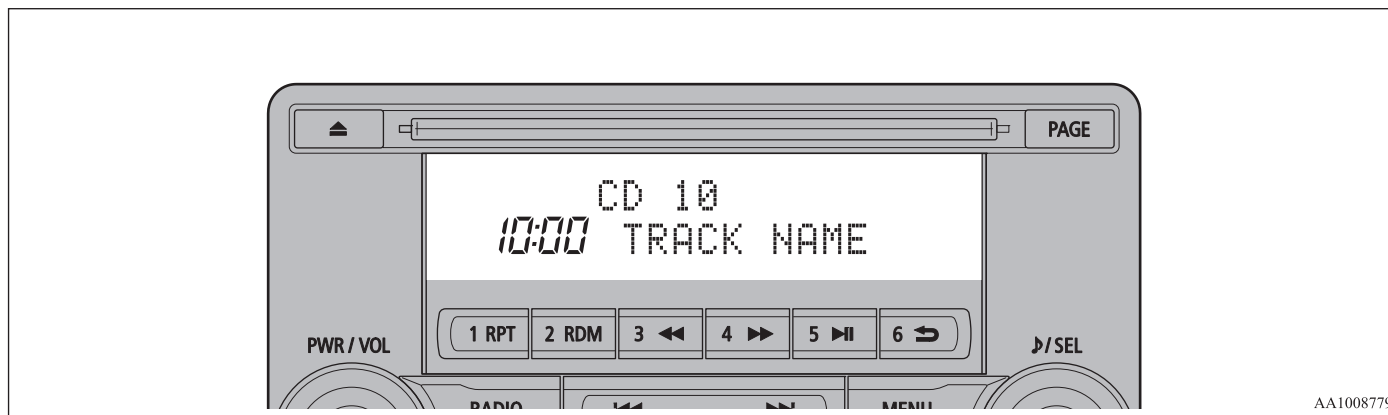 PAGE
CD 10
10:00 TRACK NAME
1 RPT 2 RDM 3 4 5 6
PWR / VOL
/ SEL
RADIO
MENU
AA1008779